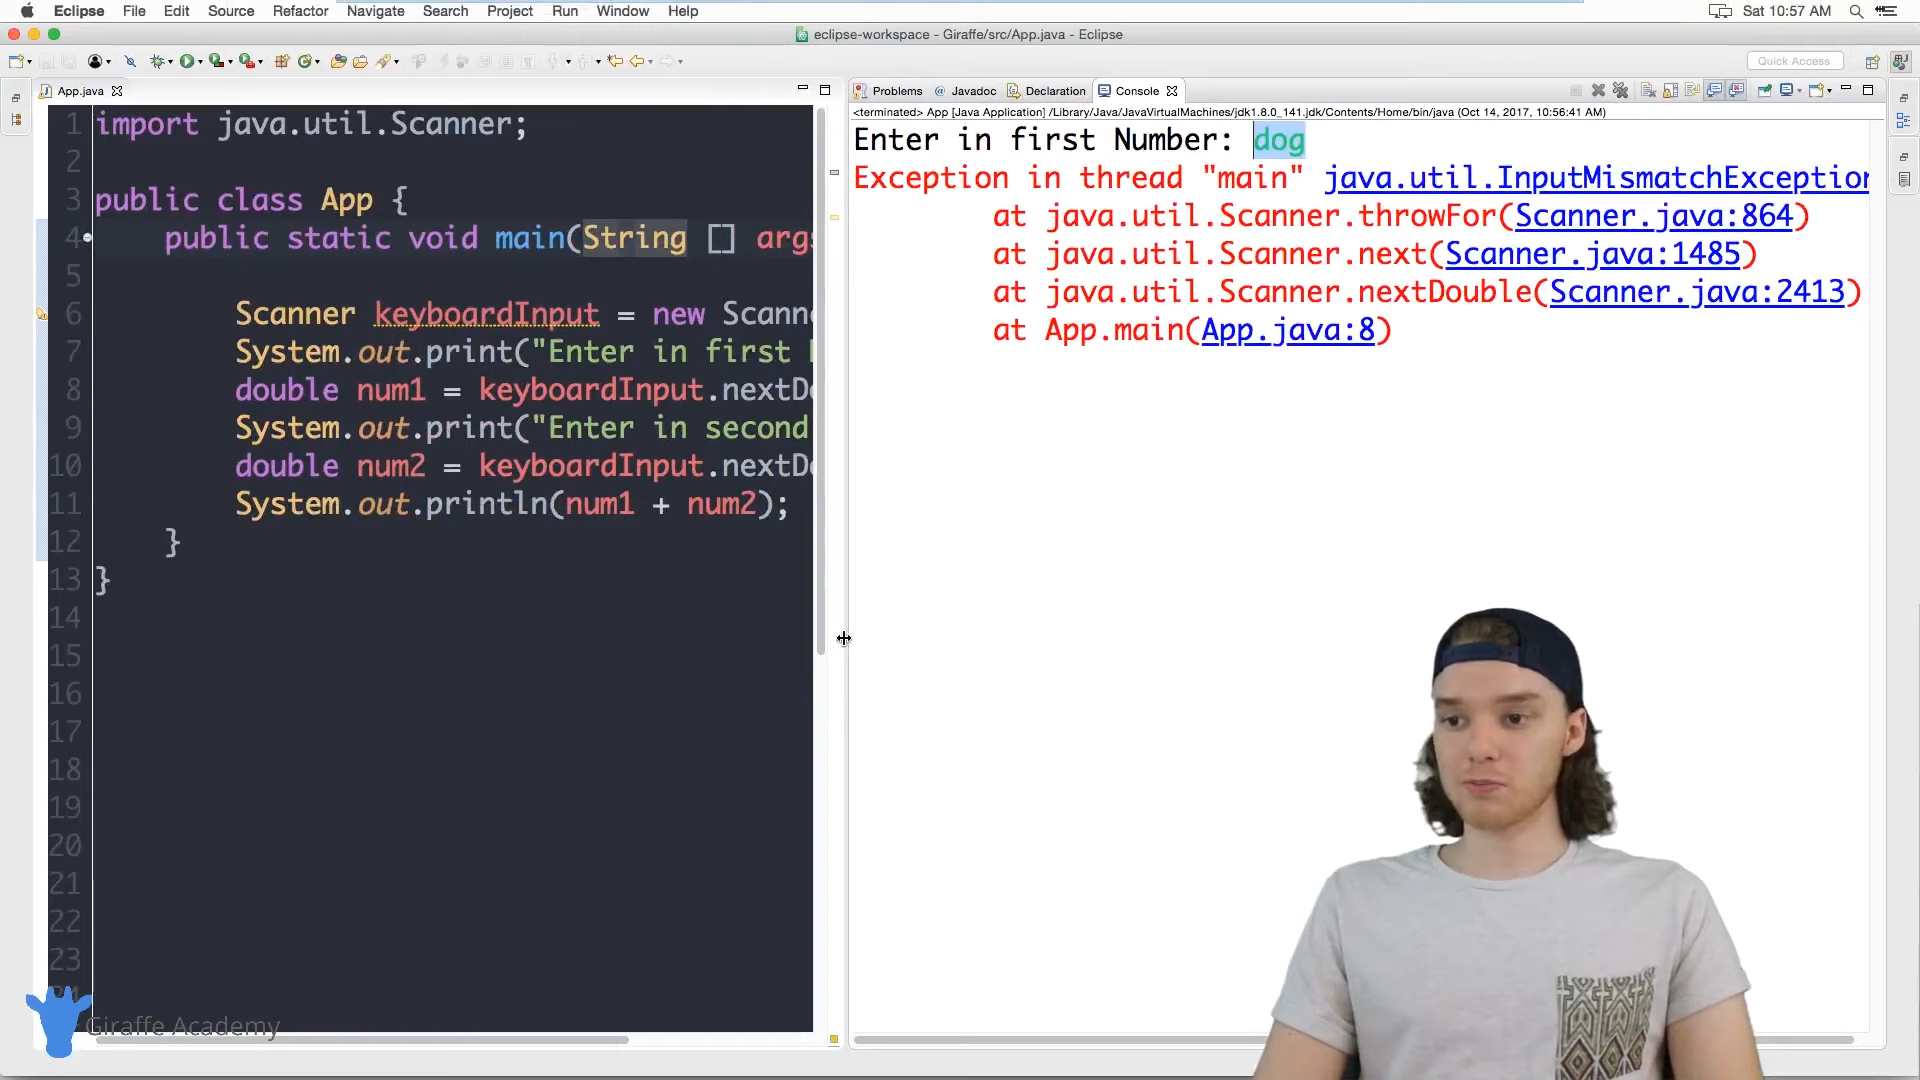 Eclipse File Edit Source Refactor Navigate Search Project Run Window Help Sat 10:57 AM
eclipse-workspace - Giraffe/src/App.java - Eclipse
Quick Access
App.java
1 import java.util.Scanner;
2
3 public class App {
4 public static void main(String [] args
5
6 Scanner keyboardInput = new Scann
7 System.out.print("Enter in first
8 double num1 = keyboardInput.nextD
9 System.out.print("Enter in second
10 double num2 = keyboardInput.nextD
11 System.out.println(num1 + num2);
12 }
13 }
14
15
16
17
18
19
20
21
22
23
Giraffe Academy
Problems Javadoc Declaration Console
<terminated> App [Java Application] /Library/Java/JavaVirtualMachines/jdk1.8.0_141.jdk/Contents/Home/bin/java (Oct 14, 2017, 10:56:41 AM)
Enter in first Number: dog
Exception in thread "main" java.util.InputMismatchException
at java.util.Scanner.throwFor(Scanner.java:864)
at java.util.Scanner.next(Scanner.java:1485)
at java.util.Scanner.nextDouble(Scanner.java:2413)
at App.main(App.java:8)